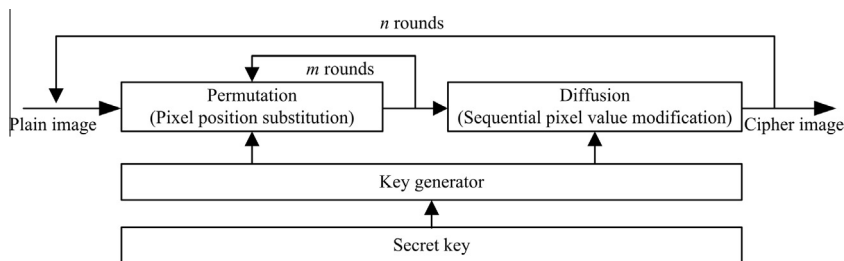 n rounds
m rounds
Permutation
(Pixel position substitution)
Diffusion
(Sequential pixel value modification)
Plain image
Cipher image
Key generator
Secret key